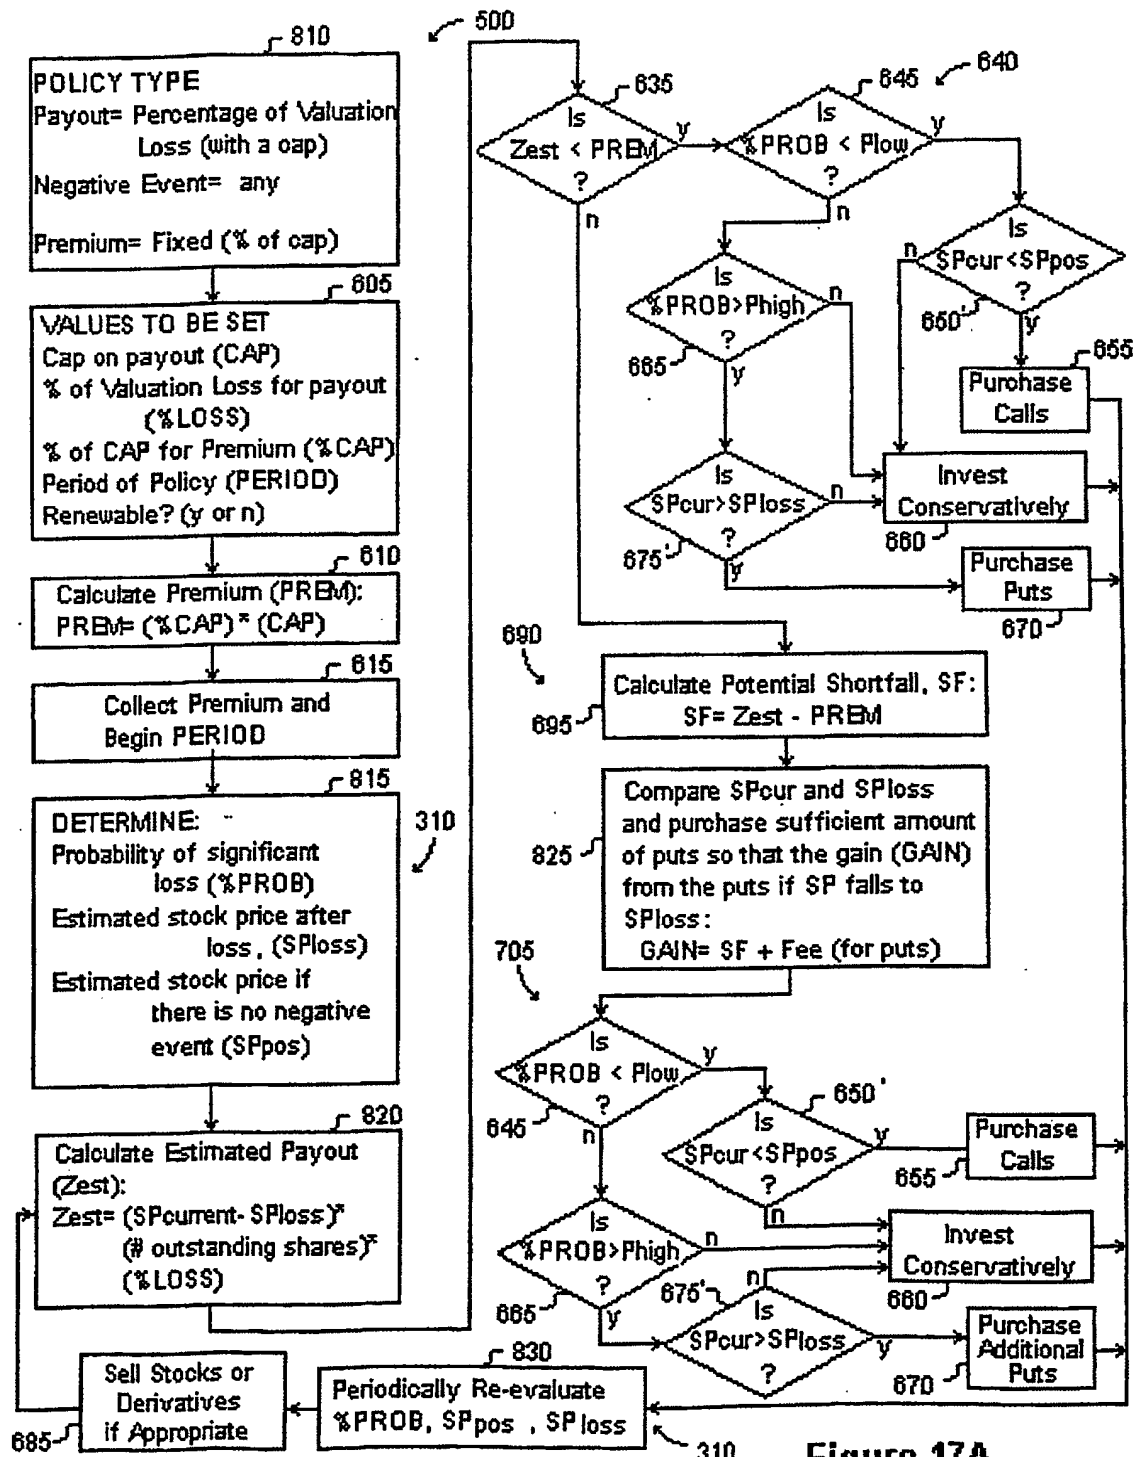 500
810
POLICY TYPE
Payout= Percentage of Valuation
Loss (with a cap)
Negative Event= any
Premium= Fixed (% of cap)
605
VALUES TO BE SET
Cap on payout (CAP)
% of Valuation Loss for payout
(%LOSS)
% of CAP for Premium (%CAP)
Period of Policy (PERIOD)
Renewable? (y or n)
610
Calculate Premium (PREM):
PREM= (%CAP)* (CAP)
615
Collect Premium and
Begin PERIOD
815
310
DETERMINE:
Probability of significant
loss (%PROB)
Estimated stock price after
loss, (SPloss)
Estimated stock price if
there is no negative
event (SPpos)
820
Calculate Estimated Payout
(Zest):
Zest= (SPcurrent- SPloss)*
(# outstanding shares)*
(%LOSS)
635
Is
Zest < PREM
?
y
n
640
645
Is
%PROB < Plow
?
y
n
Is
SPcur<SPpos
?
n
y
650'
655
Purchase
Calls
Is
%PROB>Phigh
?
n
y
665
Invest
Conservatively
660
Is
SPcur>SPloss
?
n
y
675'
Purchase
Puts
670
690
Calculate Potential Shortfall, SF:
SF= Zest - PREM
695
Compare SPcur and SPloss
and purchase sufficient amount
of puts so that the gain (GAIN)
from the puts if SP falls to
SPloss:
GAIN= SF + Fee (for puts)
825
705
Is
%PROB < Plow
?
y
n
645
650'
Is
SPcur<SPpos
?
y
n
Purchase
Calls
655
Is
%PROB>Phigh
?
n
y
665
Invest
Conservatively
660
675'
n
Is
SPcur>SPloss
?
y
Purchase
Additional
Puts
670
830
Periodically Re-evaluate
%PROB, SPpos , SPloss
310
Sell Stocks or
Derivatives
if Appropriate
685
Figure 17A